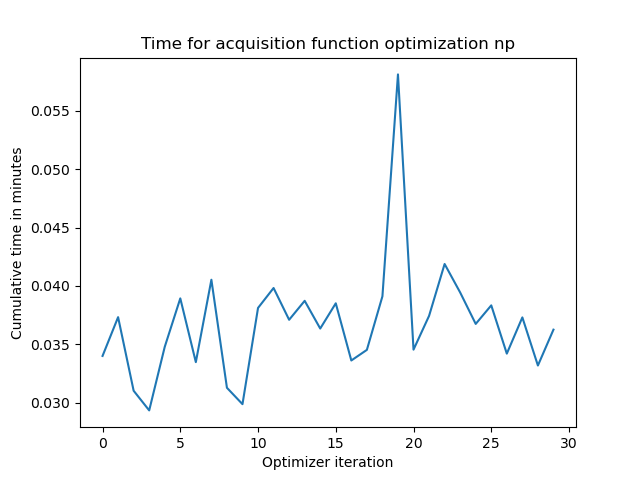 Time for acquisition function optimization np
Cumulative time in minutes
0.055
0.050
0.045
0.040
0.035
0.030
0 5 10 15 20 25 30
Optimizer iteration